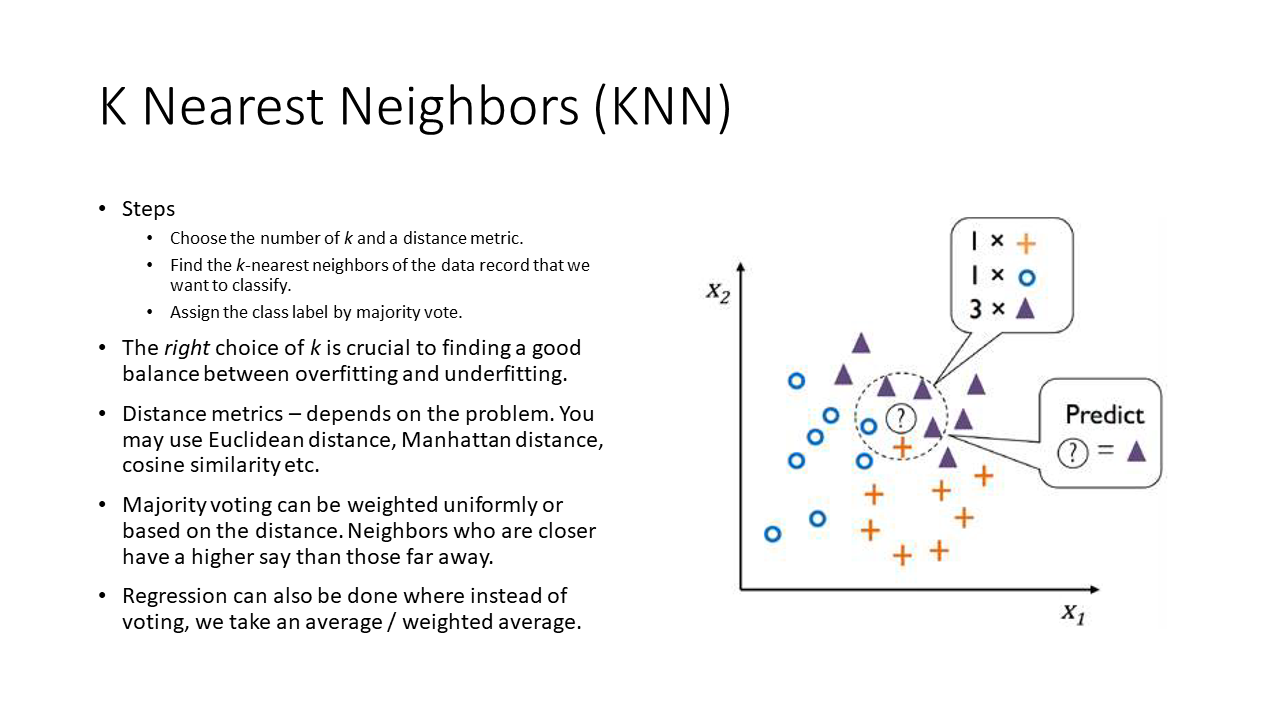 K Nearest Neighbors (KNN)
• Steps
• Choose the number of k and a distance metric.
• Find the k-nearest neighbors of the data record that we
want to classify.
• Assign the class label by majority vote.
• The right choice of k is crucial to finding a good
balance between overfitting and underfitting.
• Distance metrics – depends on the problem. You
may use Euclidean distance, Manhattan distance,
cosine similarity etc.
• Majority voting can be weighted uniformly or
based on the distance. Neighbors who are closer
have a higher say than those far away.
• Regression can also be done where instead of
voting, we take an average / weighted average.
1 × +
1 ×
3 ×
x2
?
Predict
? =
x1